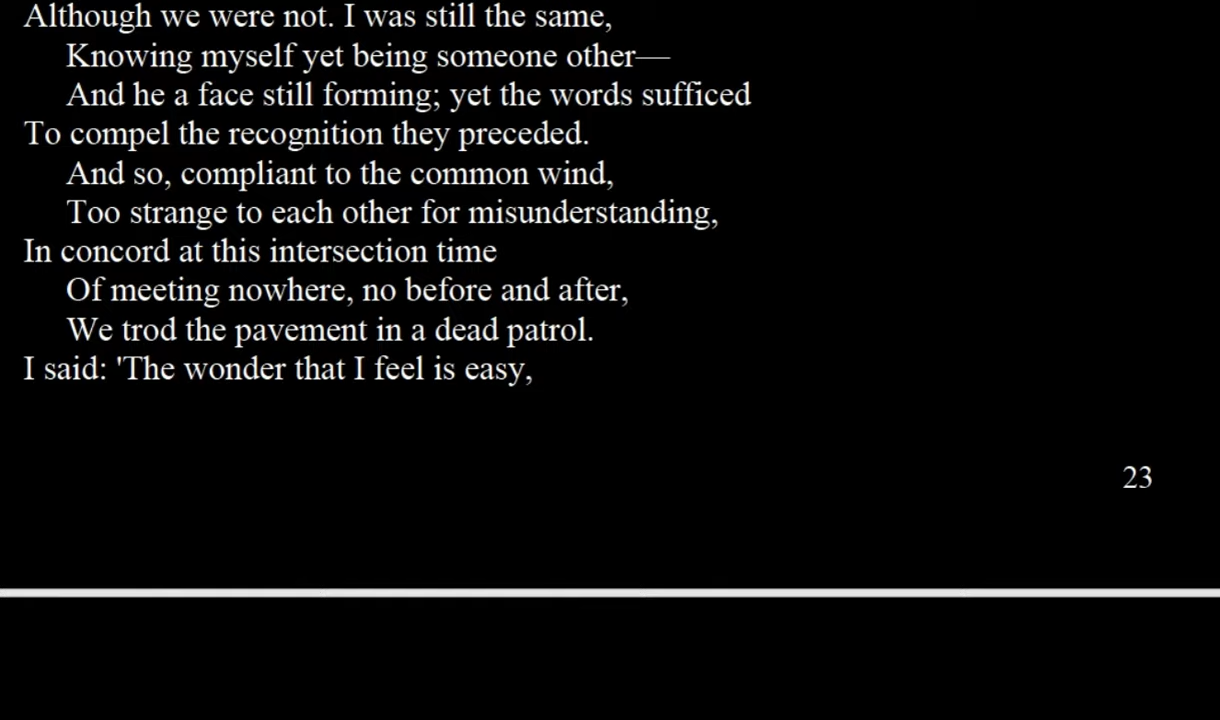 Although we were not. I was still the same,
Knowing myself yet being someone other—
And he a face still forming; yet the words sufficed
To compel the recognition they preceded.
And so, compliant to the common wind,
Too strange to each other for misunderstanding,
In concord at this intersection time
Of meeting nowhere, no before and after,
We trod the pavement in a dead patrol.
I said: 'The wonder that I feel is easy,
23